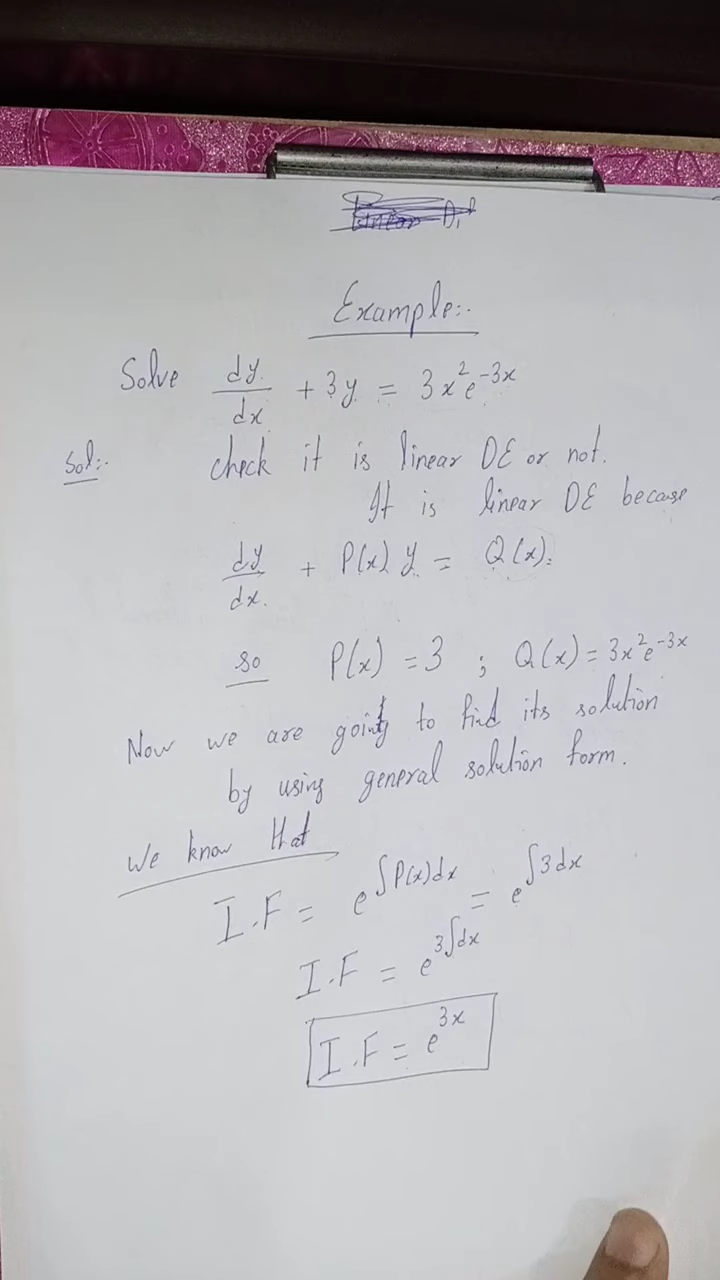 Example:-
Solve dy/dx + 3y = 3x²e⁻³ˣ
Sol:- check it is linear DE or not.
It is linear DE becase
dy/dx + P(x) y = Q(x).
so P(x) = 3 ; Q(x) = 3x²e⁻³ˣ
Now we are going to find its solution
by using general solution form.
We know that
I.F = e^∫P(x)dx = e^∫3dx
I.F = e^3∫dx
I.F = e^3x